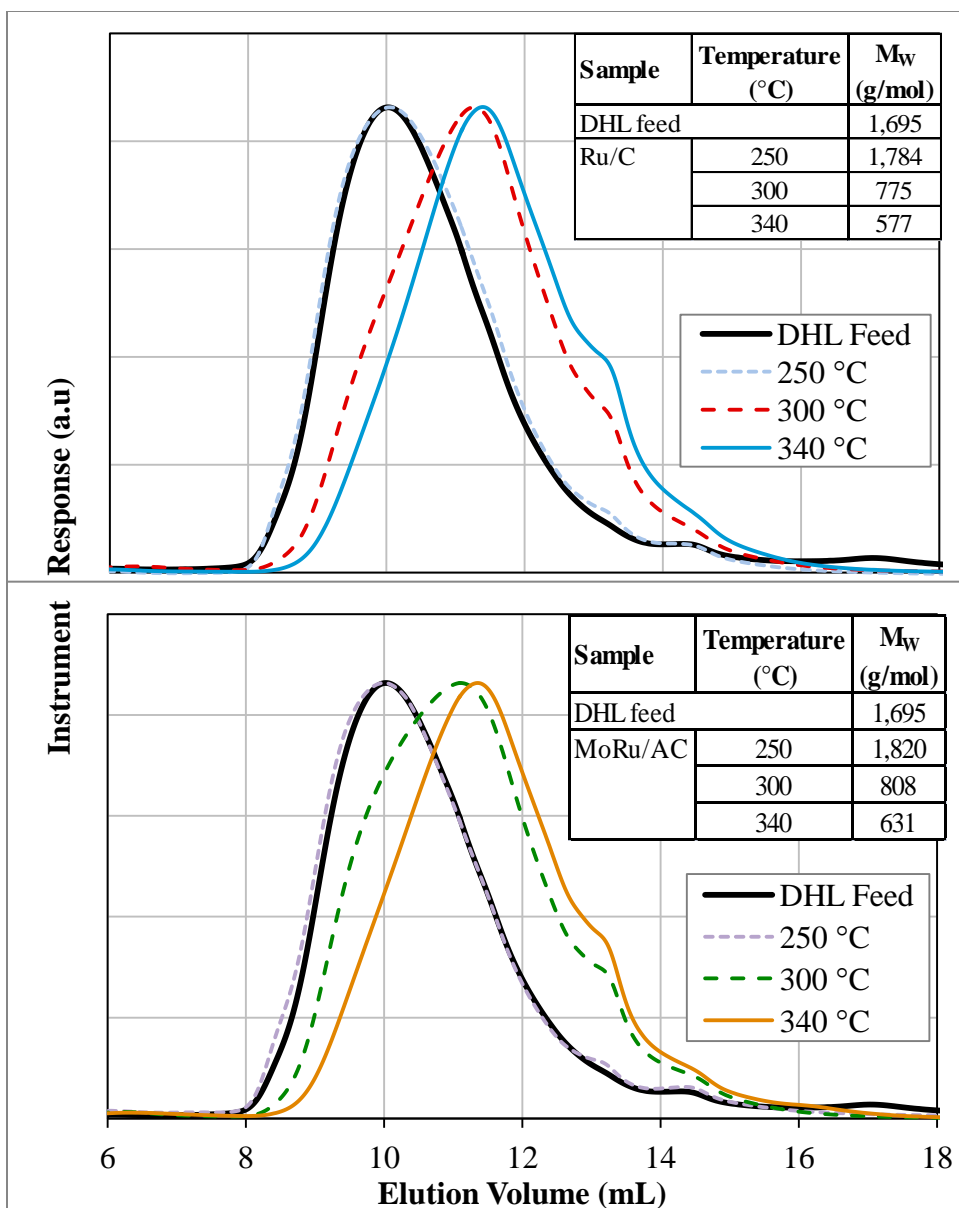 Sample Temperature (°C) MW (g/mol)
DHL feed 1,695
Ru/C 250 1,784
300 775
340 577
DHL Feed
250 °C
300 °C
340 °C
Instrument Response (a.u)
Sample Temperature (°C) MW (g/mol)
DHL feed 1,695
MoRu/AC 250 1,820
300 808
340 631
DHL Feed
250 °C
300 °C
340 °C
6 8 10 12 14 16 18
Elution Volume (mL)